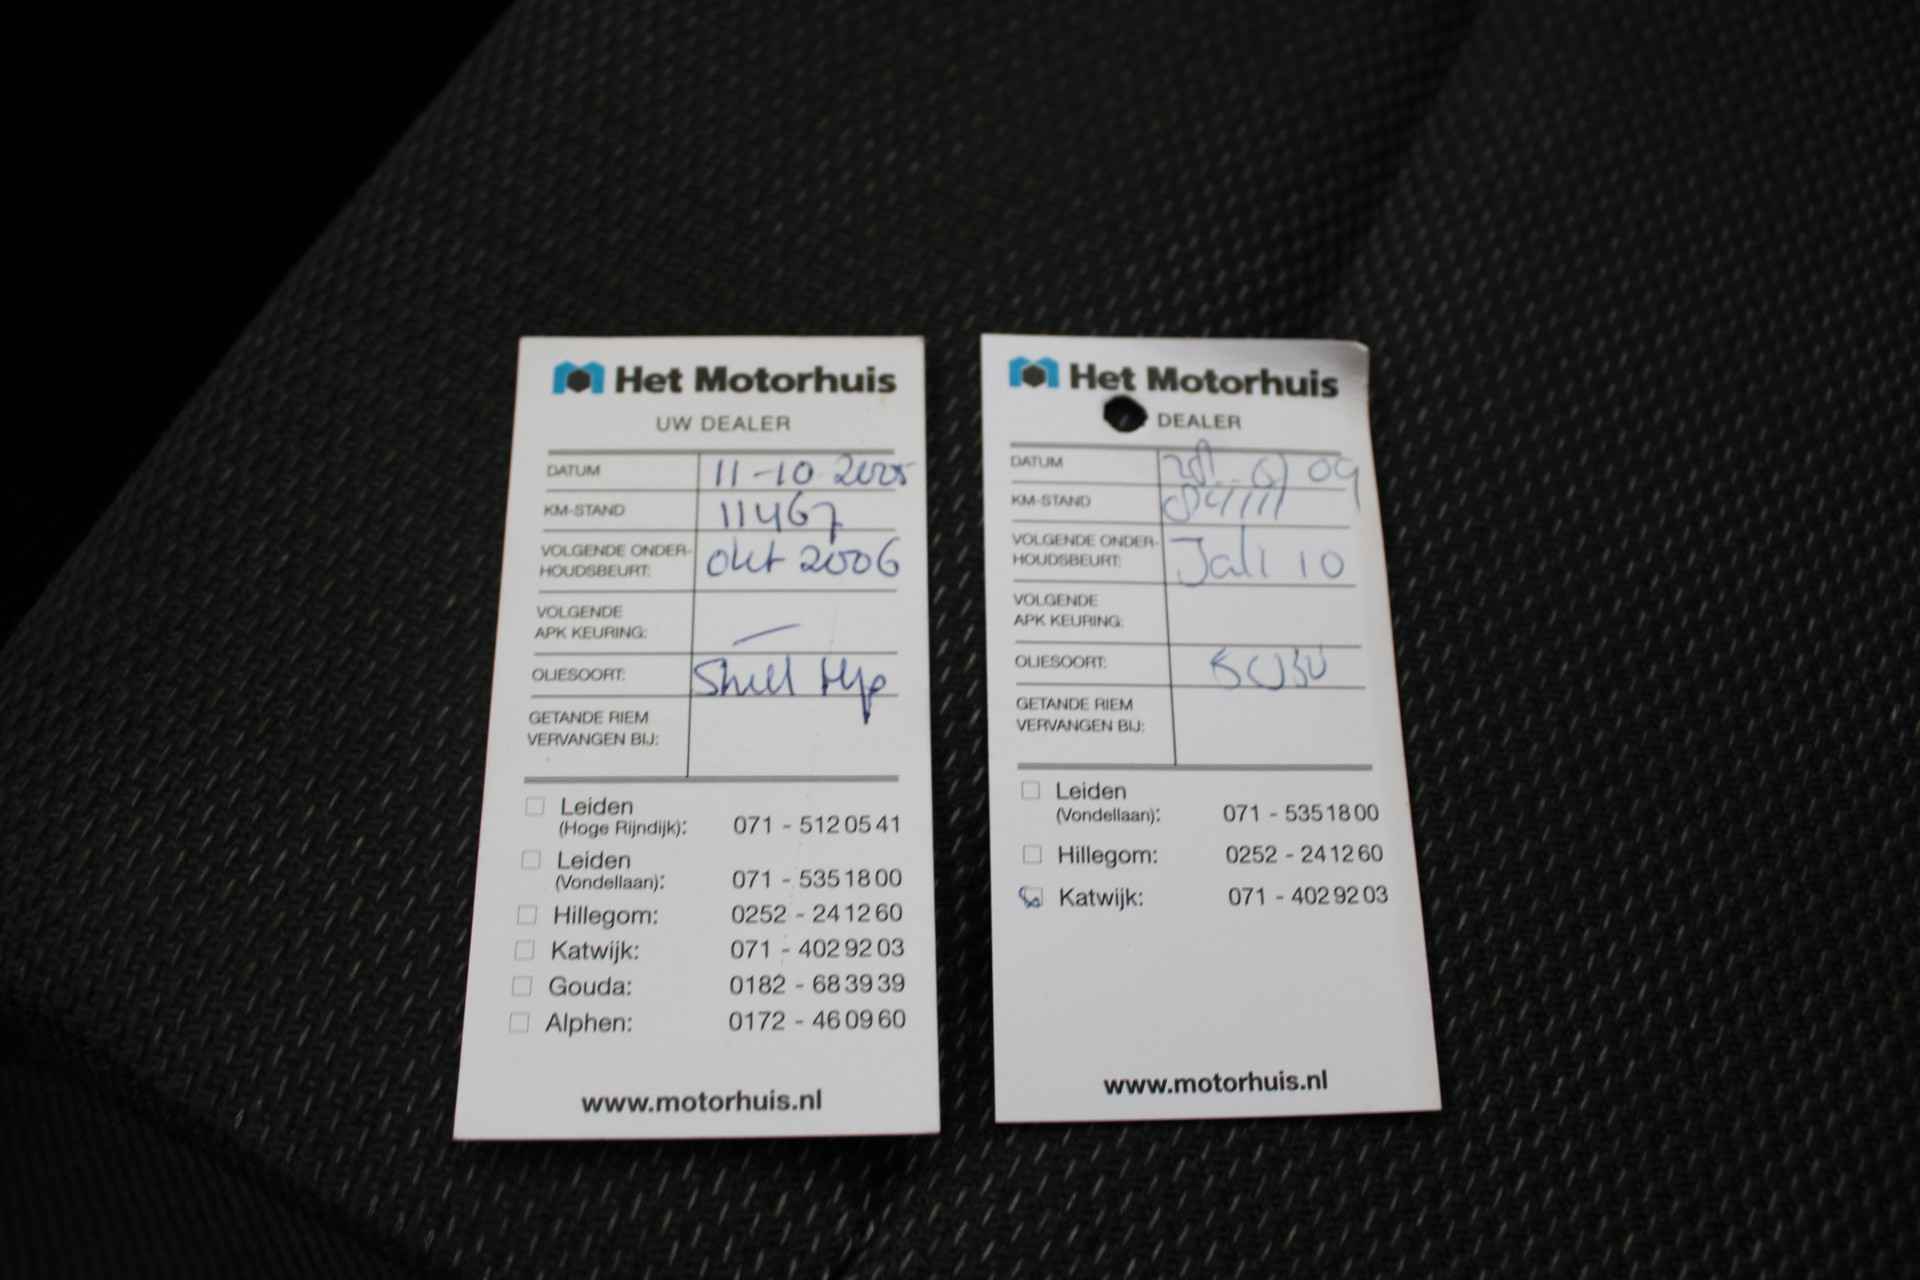 Het Motorhuis
UW DEALER
DATUM 11-10-2005
KM-STAND 11467
VOLGENDE ONDER-
HOUDSBEURT: okt 2006
VOLGENDE
APK KEURING: —
OLIESOORT: Shell
GETANDE RIEM
VERVANGEN BIJ:
Leiden
(Hoge Rijndijk): 071 - 512 05 41
Leiden
(Vondellaan): 071 - 535 18 00
Hillegom: 0252 - 24 12 60
Katwijk: 071 - 402 92 03
Gouda: 0182 - 68 39 39
Alphen: 0172 - 46 09 60
www.motorhuis.nl
Het Motorhuis
DEALER
DATUM 09
KM-STAND
VOLGENDE ONDER-
HOUDSBEURT: 10
VOLGENDE
APK KEURING:
OLIESOORT:
GETANDE RIEM
VERVANGEN BIJ:
Leiden
(Vondellaan): 071 - 535 18 00
Hillegom: 0252 - 24 12 60
Katwijk: 071 - 402 92 03
www.motorhuis.nl